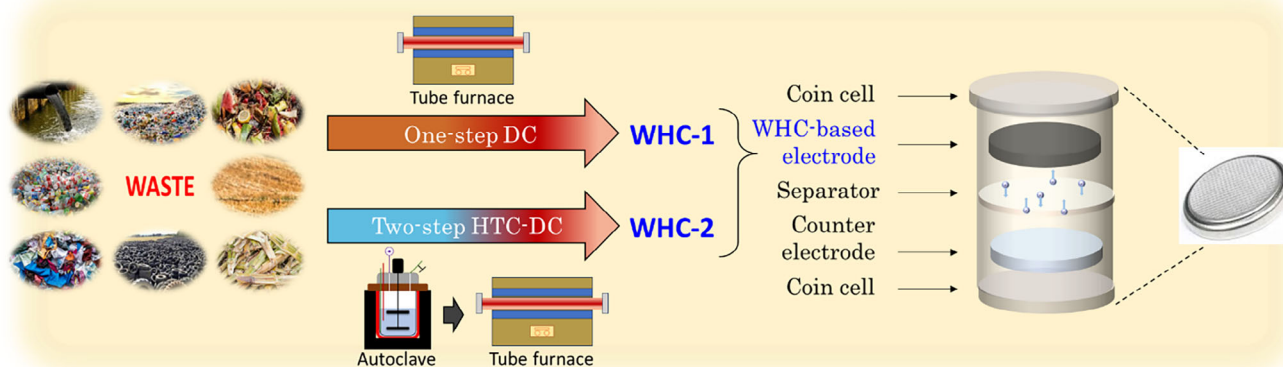 Tube furnace
WASTE
One-step DC
WHC-1
Two-step HTC-DC
WHC-2
Autoclave
Tube furnace
Coin cell
WHC-based
electrode
Separator
Counter
electrode
Coin cell